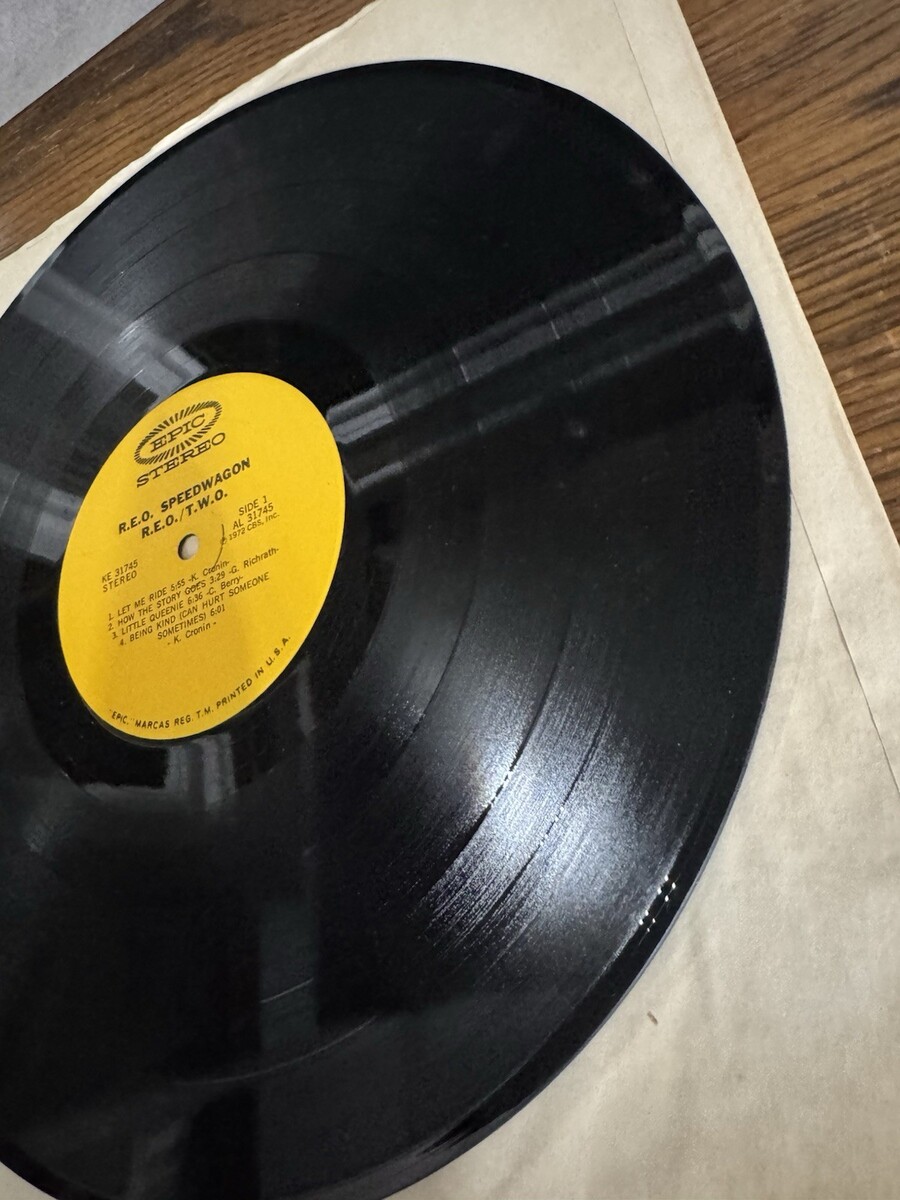 EPIC
STEREO
R.E.O. SPEEDWAGON
R.E.O./T.W.O.
SIDE 1
AL 31745
℗ 1972 CBS, Inc.
KE 31745
STEREO
1. LET ME RIDE 5:55 -K. Cronin-
2. HOW THE STORY GOES 3:29 -G. Richrath-
3. LITTLE QUEENIE 6:36 -C. Berry-
4. BEING KIND (CAN HURT SOMEONE
SOMETIMES) 6:01
- K. Cronin -
"EPIC," MARCAS REG. T.M. PRINTED IN U.S.A.